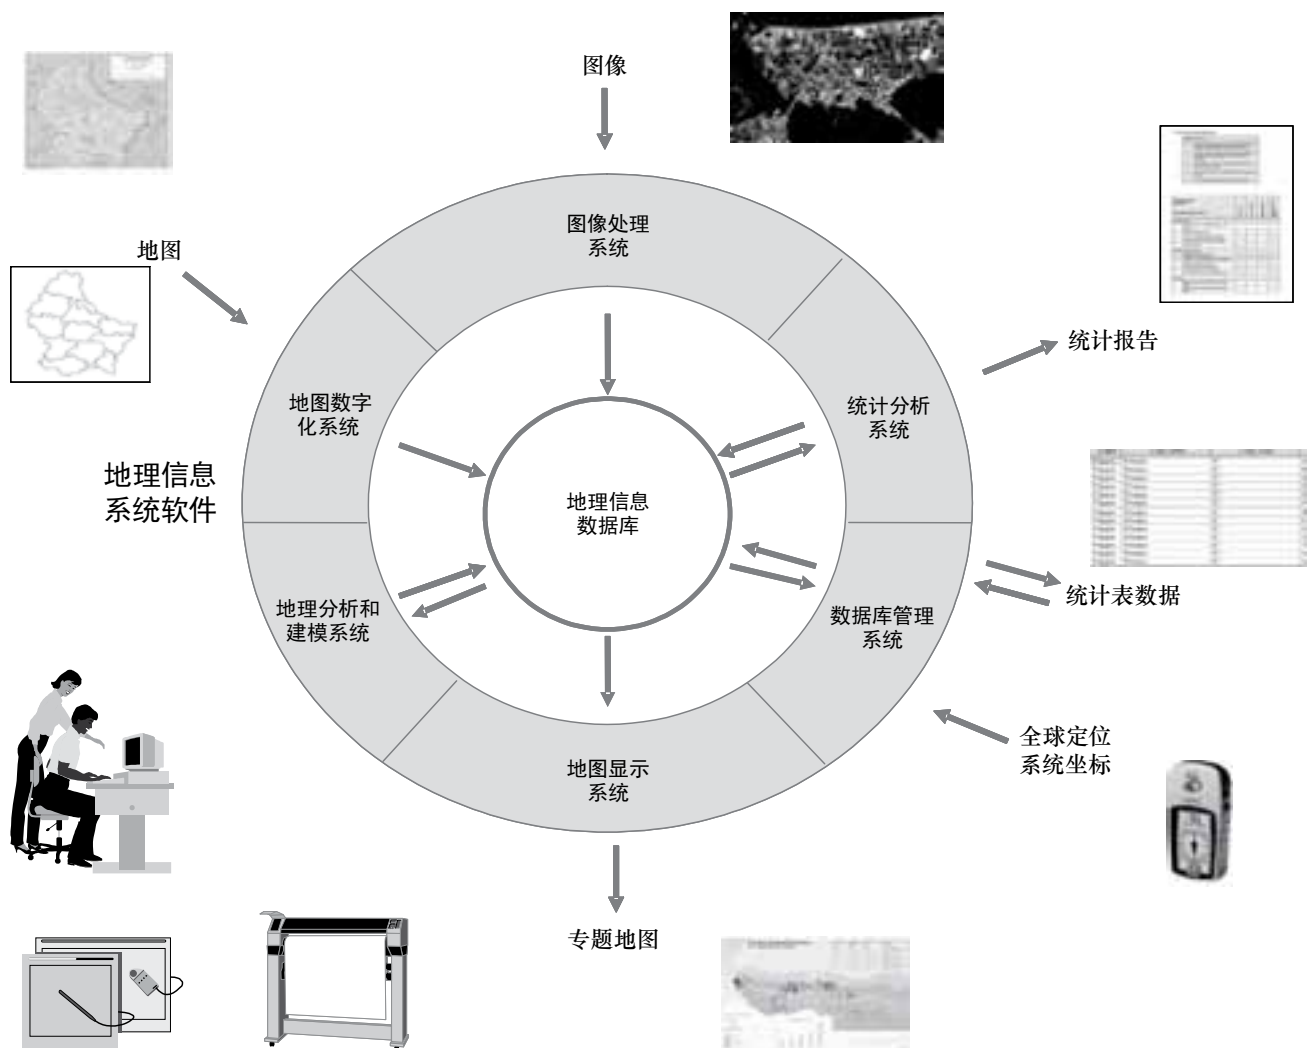 图像
图像处理
系统
地图
地图数字
化系统
统计分析
系统
统计报告
地理信息
系统软件
地理信息
数据库
地理分析和
建模系统
数据库管理
系统
统计表数据
全球定位
系统坐标
地图显示
系统
专题地图